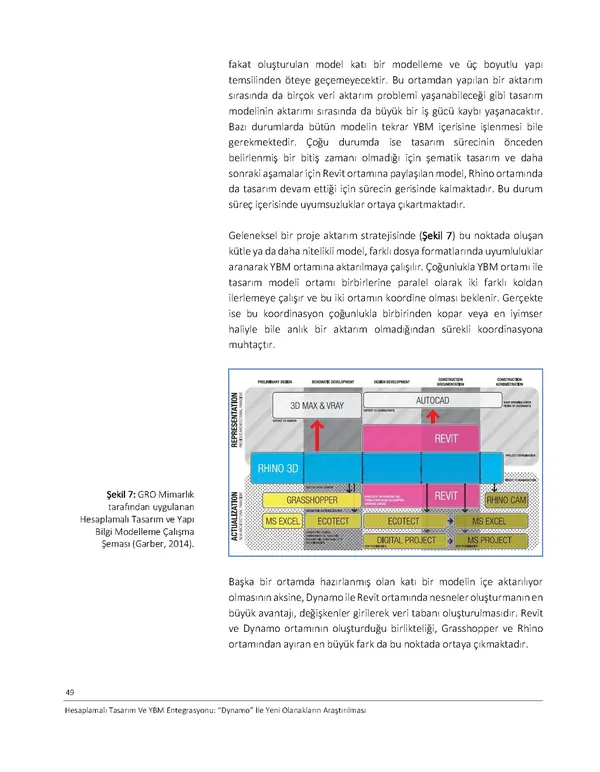 fakat oluşturulan model katı bir modelleme ve üç boyutlu yapı
temsilinden öteye geçemeyecektir. Bu ortamdan yapılan bir aktarım
sırasında da birçok veri aktarım problemi yaşanabileceği gibi tasarım
modelinin aktarımı sırasında da büyük bir iş gücü kaybı yaşanacaktır.
Bazı durumlarda bütün modelin tekrar YBM içerisine işlenmesi bile
gerekmektedir. Çoğu durumda ise tasarım sürecinin önceden
belirlenmiş bir bitiş zamanı olmadığı için şematik tasarım ve daha
sonraki aşamalar için Revit ortamına paylaşılan model, Rhino ortamında
da tasarım devam ettiği için sürecin gerisinde kalmaktadır. Bu durum
süreç içerisinde uyumsuzluklar ortaya çıkartmaktadır.
Geleneksel bir proje aktarım stratejisinde (Şekil 7) bu noktada oluşan
kütle ya da daha nitelikli model, farklı dosya formatlarında uyumluluklar
aranarak YBM ortamına aktarılmaya çalışılır. Çoğunlukla YBM ortamı ile
tasarım modeli ortamı birbirlerine paralel olarak iki farklı koldan
ilerlemeye çalışır ve bu iki ortamın koordine olması beklenir. Gerçekte
ise bu koordinasyon çoğunlukla birbirinden kopar veya en iyimser
haliyle bile anlık bir aktarım olmadığından sürekli koordinasyona
muhtaçtır.
PRELIMINARY DESIGN
SCHEMATIC DEVELOPMENT
DESIGN DEVELOPMENT
CONSTRUCTION
DOCUMENTATION
CONSTRUCTION
ADMINISTRATION
REPRESENTATION
3D MAX & VRAY
AUTOCAD
REVIT
RHINO 3D
ACTUALIZATION
GRASSHOPPER
REVIT
RHINO CAM
MS EXCEL
ECOTECT
ECOTECT
MS EXCEL
DIGITAL PROJECT
MS PROJECT
Şekil 7: GRO Mimarlık
tarafından uygulanan
Hesaplamalı Tasarım ve Yapı
Bilgi Modelleme Çalışma
Şeması (Garber, 2014).
Başka bir ortamda hazırlanmış olan katı bir modelin içe aktarılıyor
olmasının aksine, Dynamo ile Revit ortamında nesneler oluşturmanın en
büyük avantajı, değişkenler girilerek veri tabanı oluşturulmasıdır. Revit
ve Dynamo ortamının oluşturduğu birlikteliği, Grasshopper ve Rhino
ortamından ayıran en büyük fark da bu noktada ortaya çıkmaktadır.
49
Hesaplamalı Tasarım Ve YBM Entegrasyonu: "Dynamo" İle Yeni Olanakların Araştırılması